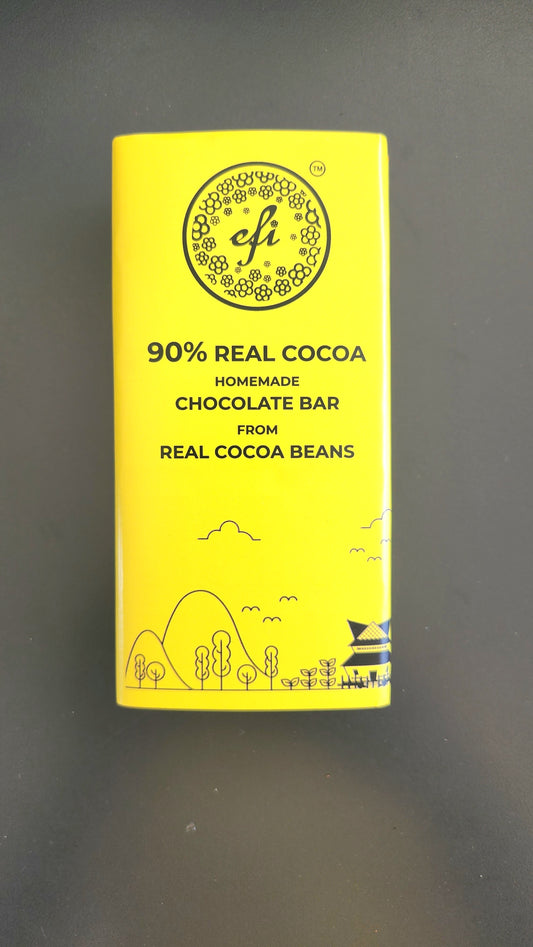 TM
efi
90% REAL COCOA
HOMEMADE
CHOCOLATE BAR
FROM
REAL COCOA BEANS